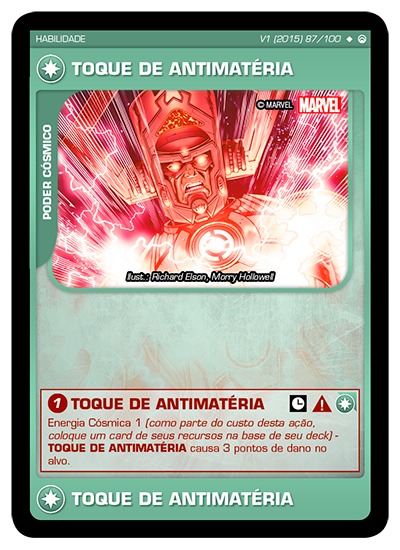 HABILIDADE V1 (2015) 87/100
TOQUE DE ANTIMATÉRIA
© MARVEL MARVEL
PODER CÓSMICO
Ilust.: Richard Elson, Morry Hollowell
1 TOQUE DE ANTIMATÉRIA
Energia Cósmica 1 (como parte do custo desta ação,
coloque um card de seus recursos na base de seu deck) -
TOQUE DE ANTIMATÉRIA causa 3 pontos de dano no
alvo.
TOQUE DE ANTIMATÉRIA